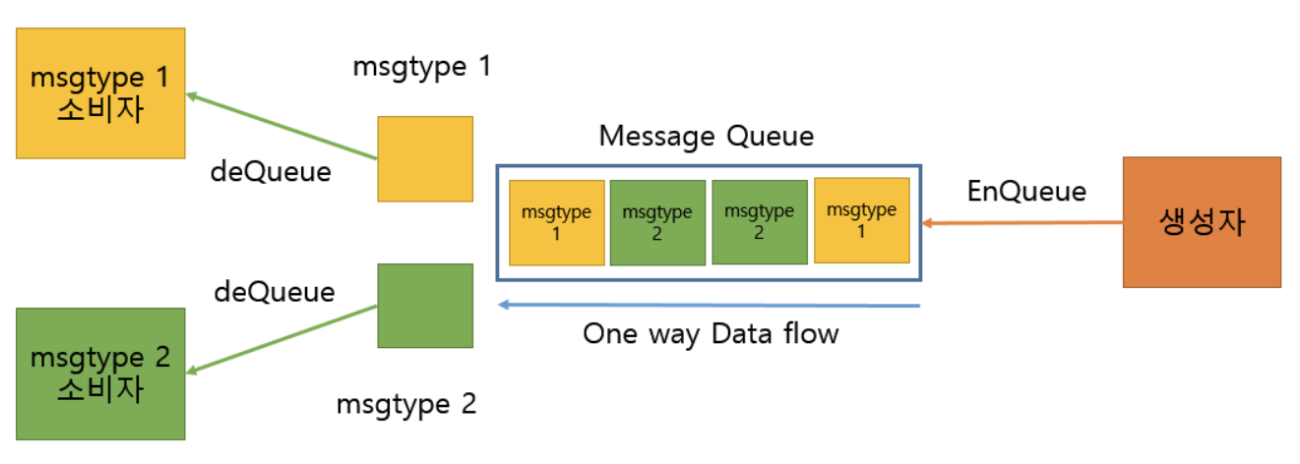 msgtype 1
소비자
msgtype 1
deQueue
Message Queue
msgtype
1
msgtype
2
msgtype
2
msgtype
1
EnQueue
생성자
deQueue
One way Data flow
msgtype 2
소비자
msgtype 2